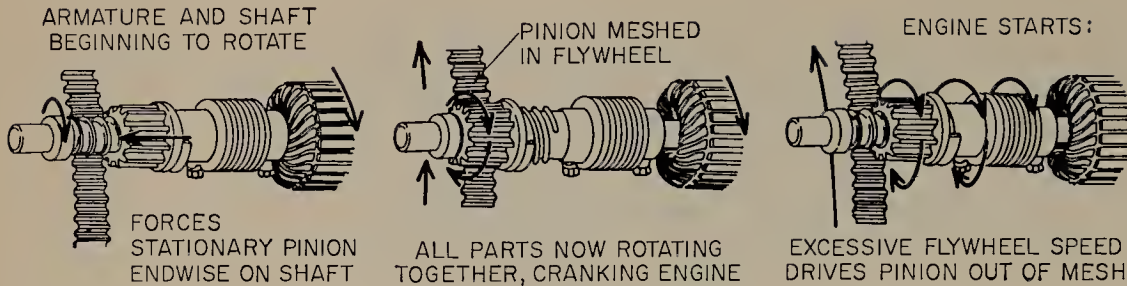 ARMATURE AND SHAFT
BEGINNING TO ROTATE
FORCES
STATIONARY PINION
ENDWISE ON SHAFT
PINION MESHED
IN FLYWHEEL
ALL PARTS NOW ROTATING
TOGETHER, CRANKING ENGINE
ENGINE STARTS:
EXCESSIVE FLYWHEEL SPEED
DRIVES PINION OUT OF MESH